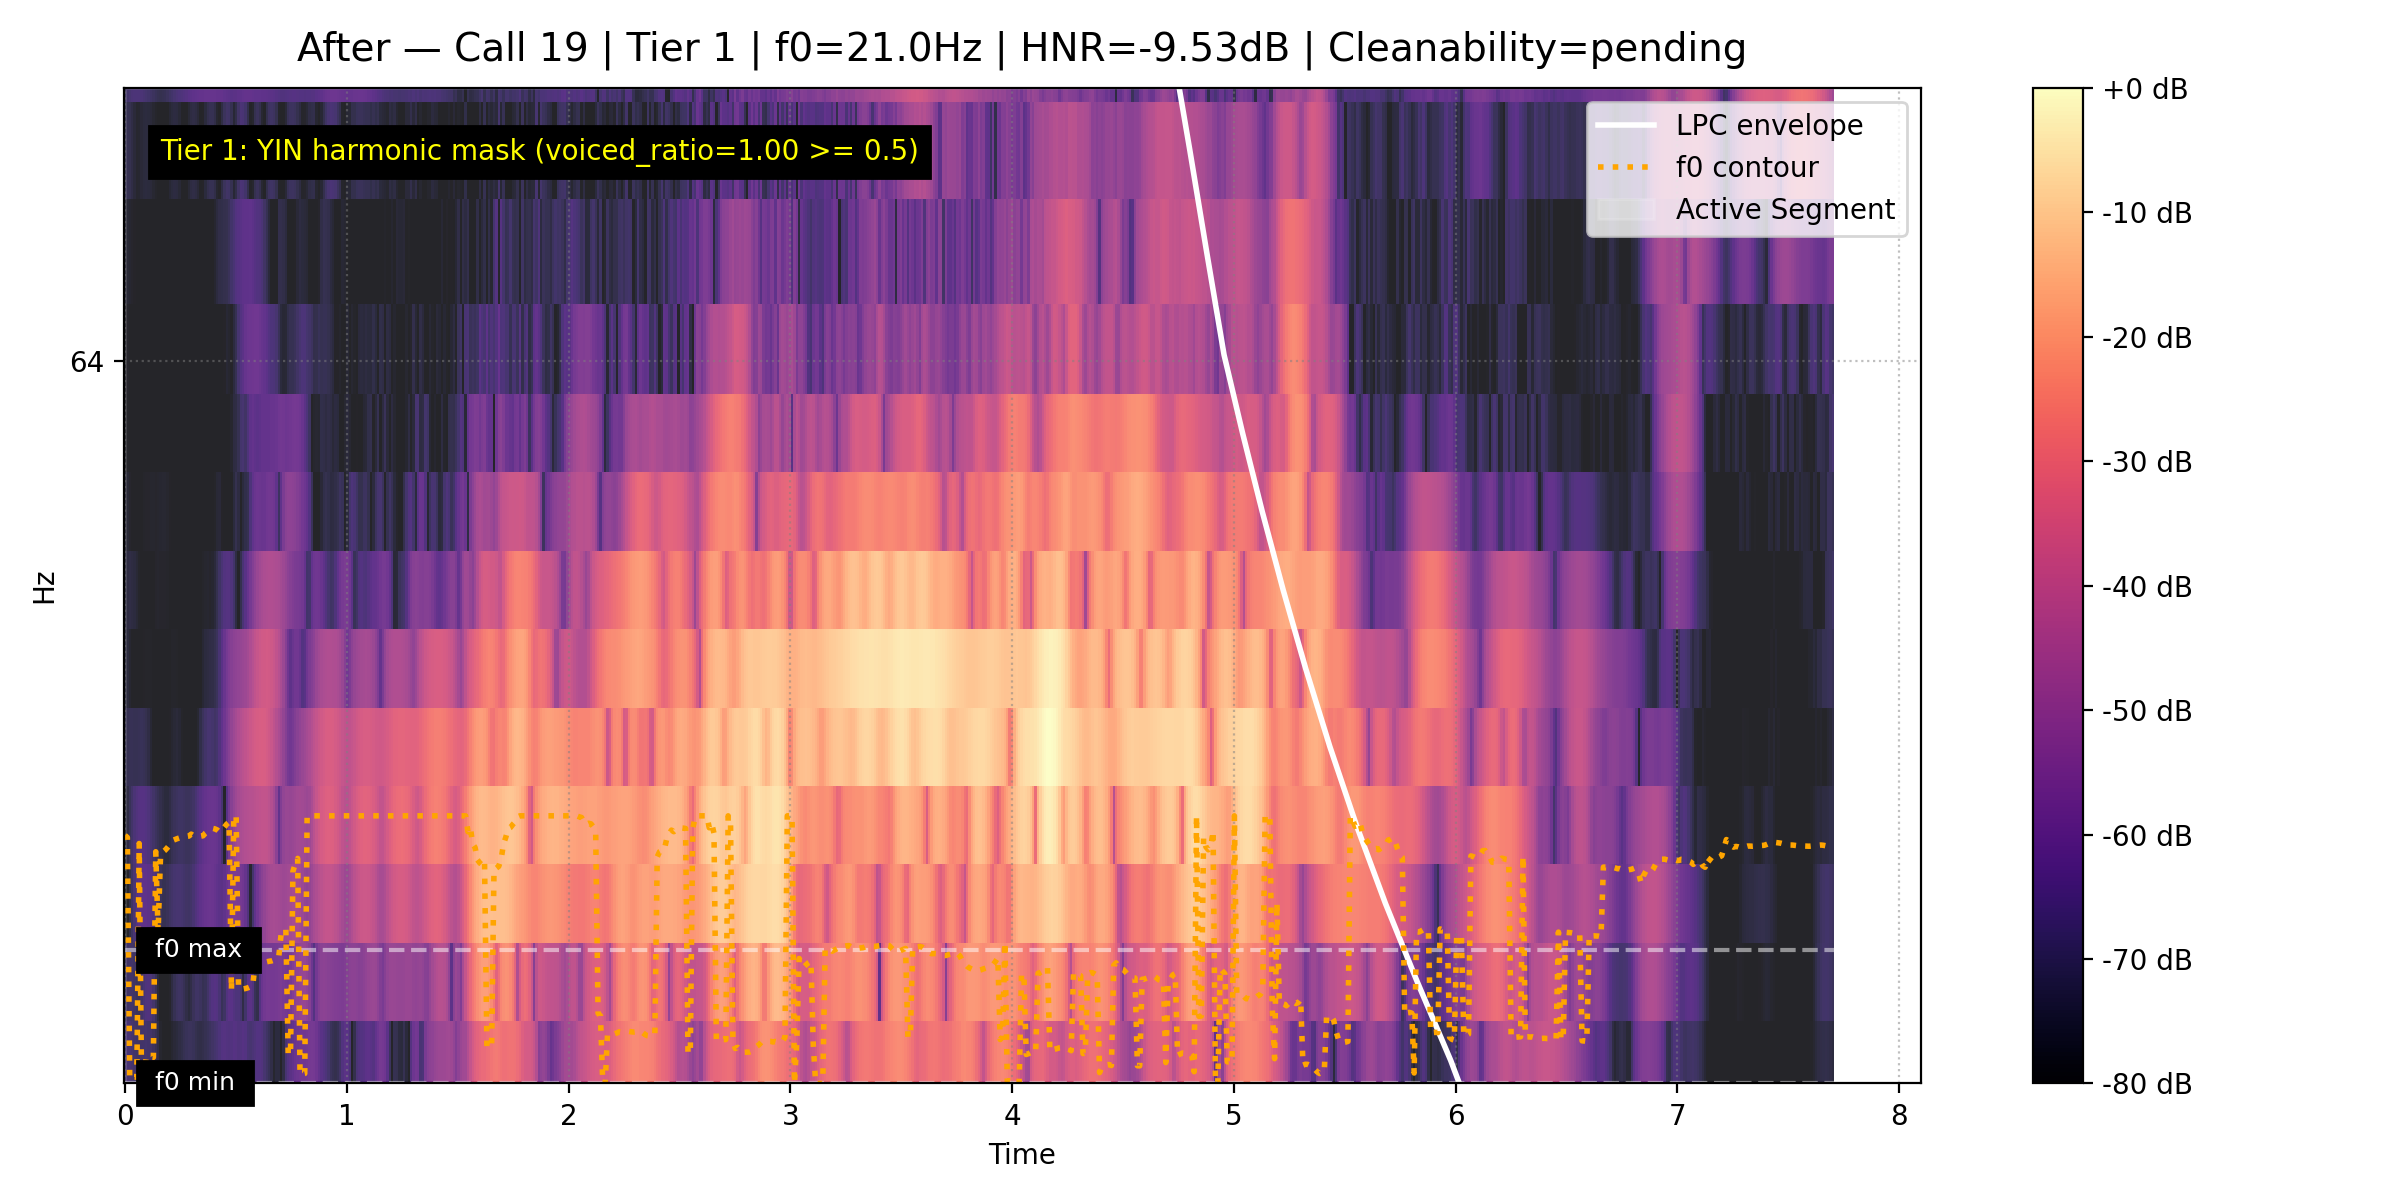 After — Call 19 | Tier 1 | f0=21.0Hz | HNR=-9.53dB | Cleanability=pending
Tier 1: YIN harmonic mask (voiced_ratio=1.00 >= 0.5)
LPC envelope
f0 contour
Active Segment
64
Hz
f0 max
f0 min
0 1 2 3 4 5 6 7 8
Time
+0 dB
-10 dB
-20 dB
-30 dB
-40 dB
-50 dB
-60 dB
-70 dB
-80 dB